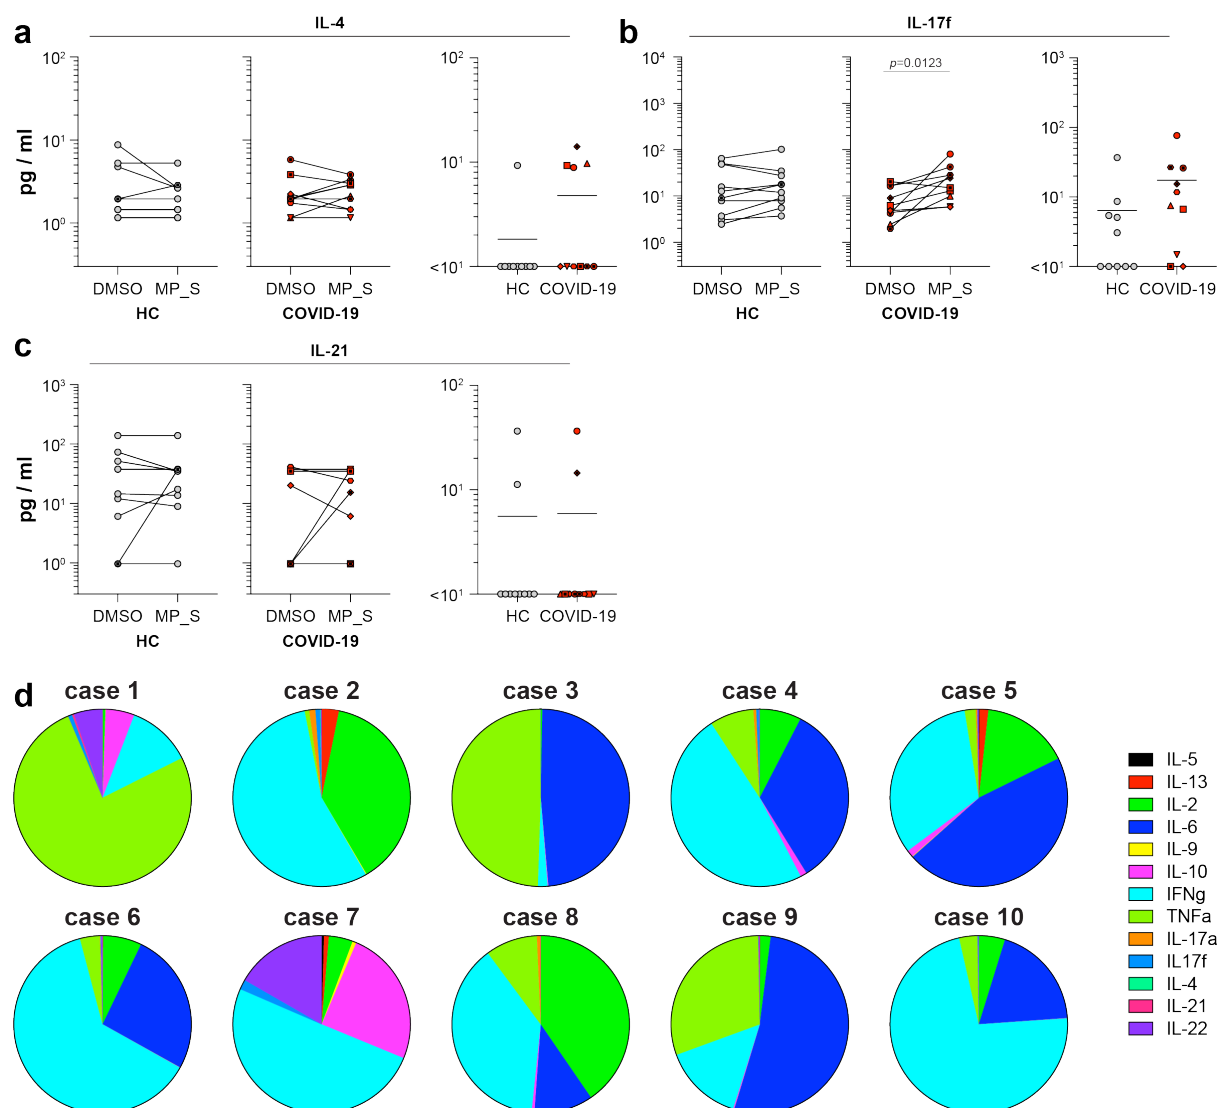 a
IL-4
pg / ml
10²
10¹
10⁰
DMSO MP_S
HC
DMSO MP_S
COVID-19
10²
10¹
<10¹
HC COVID-19
b
IL-17f
10⁴
10³
10²
10¹
10⁰
p=0.0123
DMSO MP_S
HC
DMSO MP_S
COVID-19
10³
10²
10¹
<10¹
HC COVID-19
c
IL-21
pg / ml
10³
10²
10¹
10⁰
DMSO MP_S
HC
DMSO MP_S
COVID-19
10²
10¹
<10¹
HC COVID-19
d
case 1
case 2
case 3
case 4
case 5
case 6
case 7
case 8
case 9
case 10
IL-5
IL-13
IL-2
IL-6
IL-9
IL-10
IFNg
TNFa
IL-17a
IL17f
IL-4
IL-21
IL-22